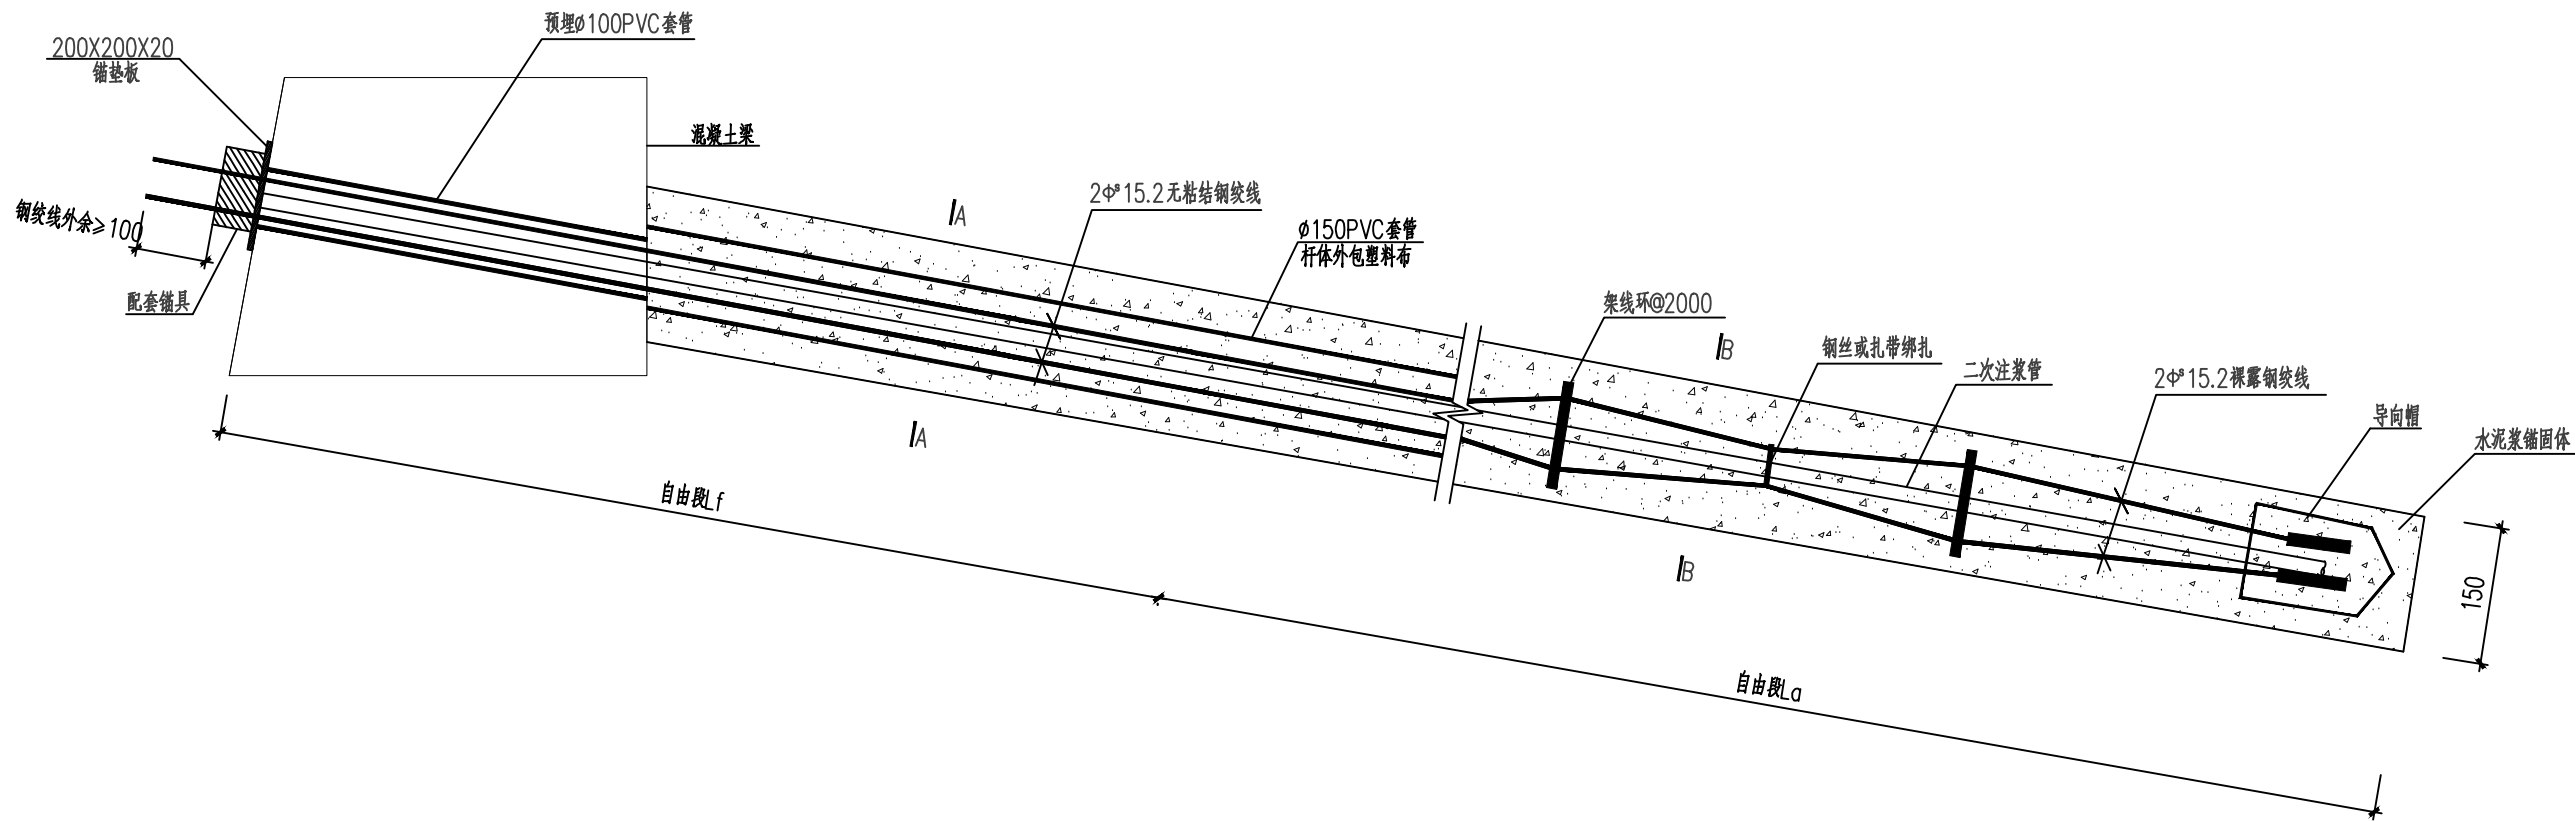 预埋ø100PVC套管
200X200X20
锚垫板
混凝土梁
钢绞线外余≥100
配套锚具
A
2Φˢ15.2无粘结钢绞线
ø150PVC套管
杆体外包塑料布
架线环@2000
B
钢丝或扎带绑扎
二次注浆管
2Φˢ15.2裸露钢绞线
导向帽
水泥浆锚固体
A
自由段Lf
B
150
自由段La